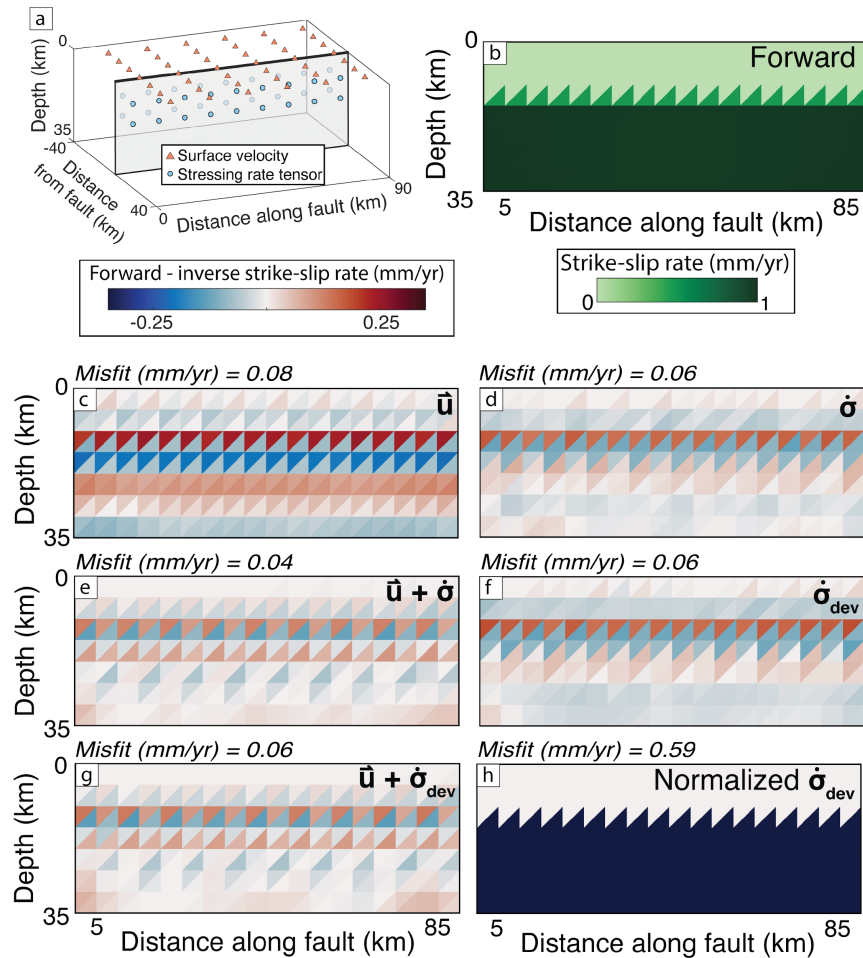 a
0
Depth (km)
35
-40
Distance
from fault (km)
40
0
Distance along fault (km)
90
Surface velocity
Stressing rate tensor
b
Forward
0
Depth (km)
35
5
85
Distance along fault (km)
Forward - inverse strike-slip rate (mm/yr)
-0.25
0.25
Strike-slip rate (mm/yr)
0
1
Misfit (mm/yr) = 0.08
0
c
u⃗
Depth (km)
35
Misfit (mm/yr) = 0.06
d
σ̇
Misfit (mm/yr) = 0.04
0
e
u⃗ + σ̇
Depth (km)
35
Misfit (mm/yr) = 0.06
f
σ̇dev
Misfit (mm/yr) = 0.06
0
g
u⃗ + σ̇dev
Depth (km)
35
5
85
Distance along fault (km)
Misfit (mm/yr) = 0.59
h
Normalized σ̇dev
5
85
Distance along fault (km)